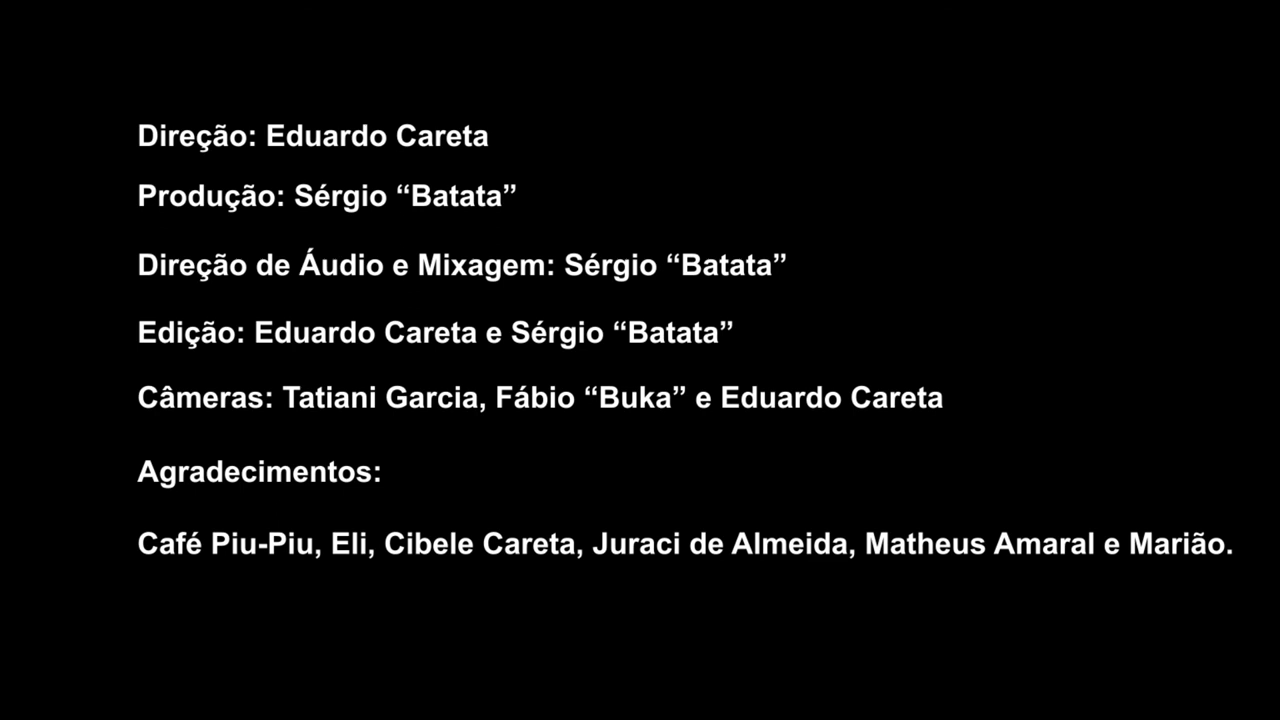 Direção: Eduardo Careta
Produção: Sérgio “Batata”
Direção de Áudio e Mixagem: Sérgio “Batata”
Edição: Eduardo Careta e Sérgio “Batata”
Câmeras: Tatiani Garcia, Fábio “Buka” e Eduardo Careta
Agradecimentos:
Café Piu-Piu, Eli, Cibele Careta, Juraci de Almeida, Matheus Amaral e Marião.